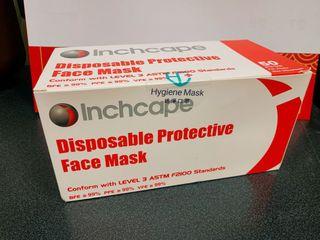 Inchcape
50
Disposable Protective
Face Mask
Conform with LEVEL 3 ASTM F2100 Standards
BFE ≥ 99% PFE ≥ 99% VFE ≥ 99%
Hygiene Mask
Inchcape
Disposable Protective
Face Mask
Conform with LEVEL 3 ASTM F2100 Standards
BFE ≥ 99% PFE ≥ 99% VFE ≥ 99%